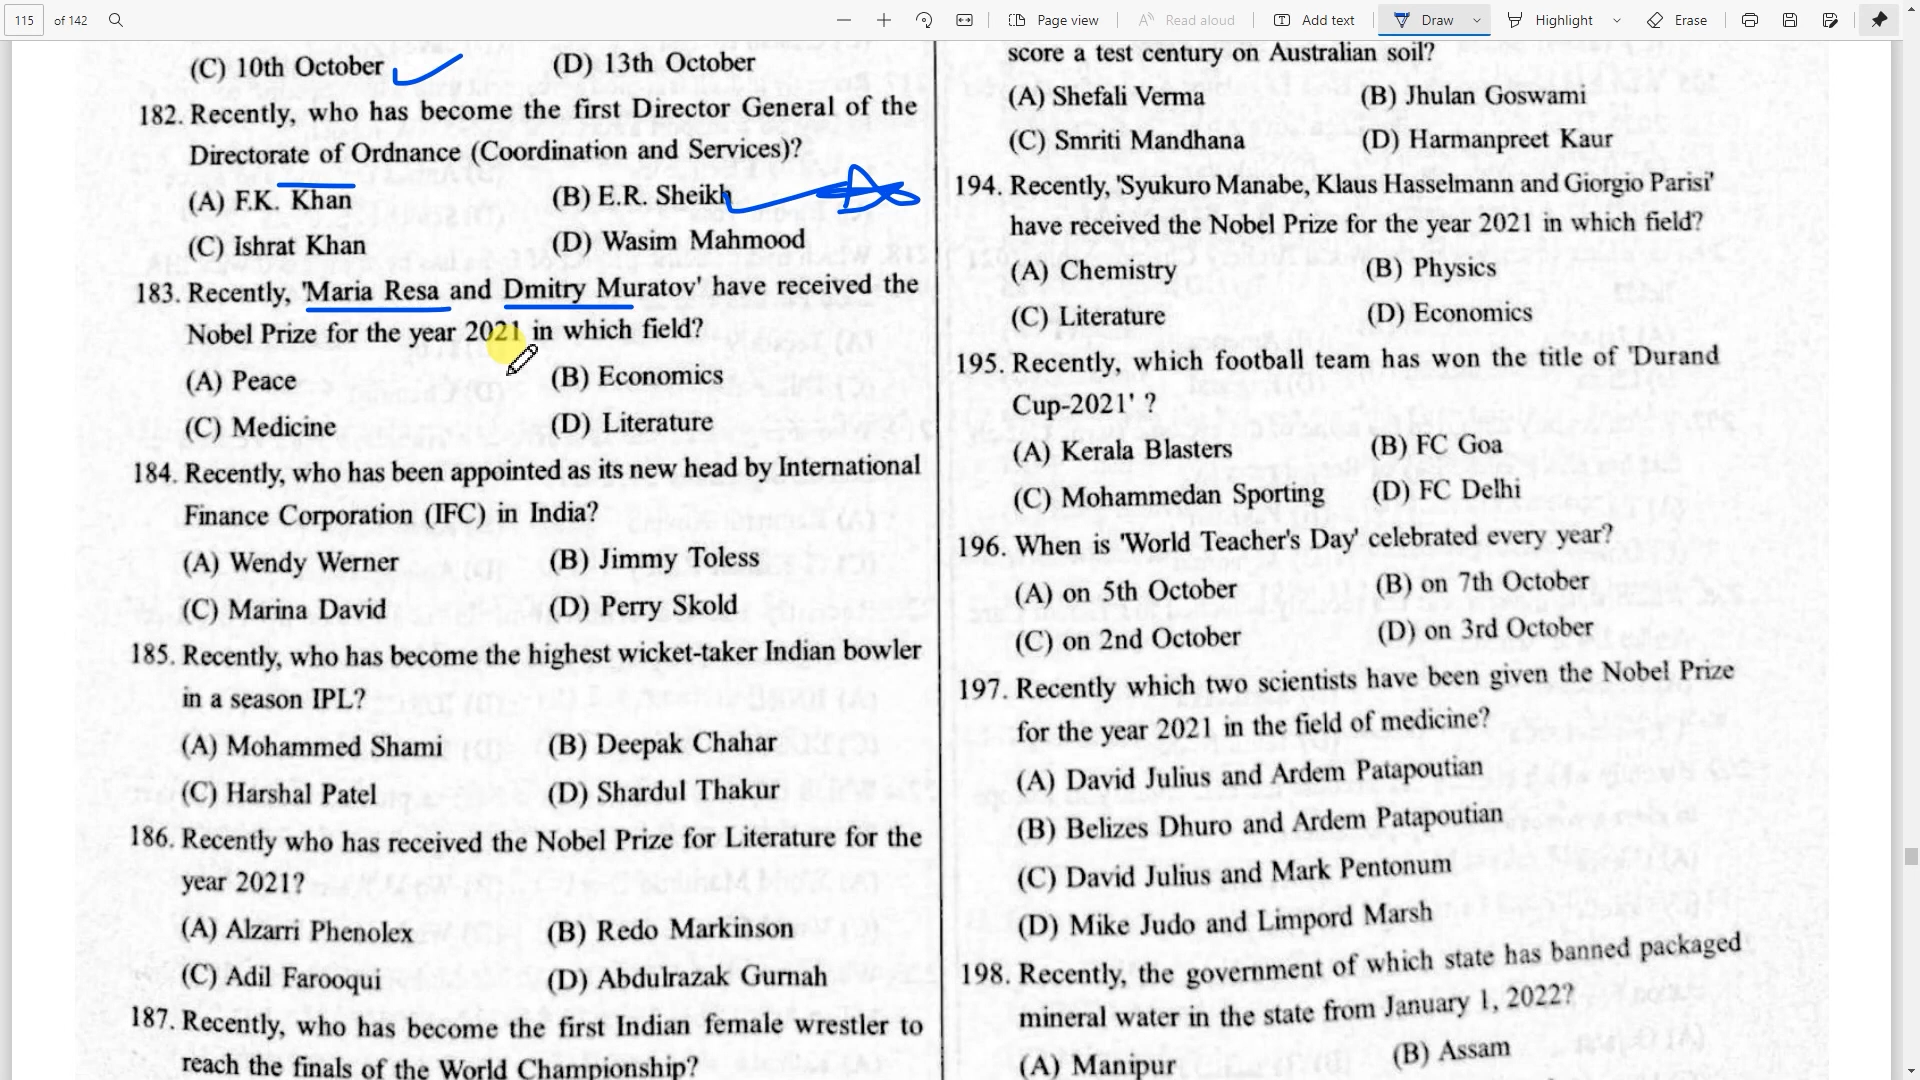 115 of 142
Page view
Read aloud
Add text
Draw
Highlight
Erase
(C) 10th October (D) 13th October
182. Recently, who has become the first Director General of the
Directorate of Ordnance (Coordination and Services)?
(A) F.K. Khan (B) E.R. Sheikh
(C) Ishrat Khan (D) Wasim Mahmood
183. Recently, 'Maria Resa and Dmitry Muratov' have received the
Nobel Prize for the year 2021 in which field?
(A) Peace (B) Economics
(C) Medicine (D) Literature
184. Recently, who has been appointed as its new head by International
Finance Corporation (IFC) in India?
(A) Wendy Werner (B) Jimmy Toless
(C) Marina David (D) Perry Skold
185. Recently, who has become the highest wicket-taker Indian bowler
in a season IPL?
(A) Mohammed Shami (B) Deepak Chahar
(C) Harshal Patel (D) Shardul Thakur
186. Recently who has received the Nobel Prize for Literature for the
year 2021?
(A) Alzarri Phenolex (B) Redo Markinson
(C) Adil Farooqui (D) Abdulrazak Gurnah
187. Recently, who has become the first Indian female wrestler to
reach the finals of the World Championship?
score a test century on Australian soil?
(A) Shefali Verma (B) Jhulan Goswami
(C) Smriti Mandhana (D) Harmanpreet Kaur
194. Recently, 'Syukuro Manabe, Klaus Hasselmann and Giorgio Parisi'
have received the Nobel Prize for the year 2021 in which field?
(A) Chemistry (B) Physics
(C) Literature (D) Economics
195. Recently, which football team has won the title of 'Durand
Cup-2021' ?
(A) Kerala Blasters (B) FC Goa
(C) Mohammedan Sporting (D) FC Delhi
196. When is 'World Teacher's Day' celebrated every year?
(A) on 5th October (B) on 7th October
(C) on 2nd October (D) on 3rd October
197. Recently which two scientists have been given the Nobel Prize
for the year 2021 in the field of medicine?
(A) David Julius and Ardem Patapoutian
(B) Belizes Dhuro and Ardem Patapoutian
(C) David Julius and Mark Pentonum
(D) Mike Judo and Limpord Marsh
198. Recently, the government of which state has banned packaged
mineral water in the state from January 1, 2022?
(A) Manipur (B) Assam